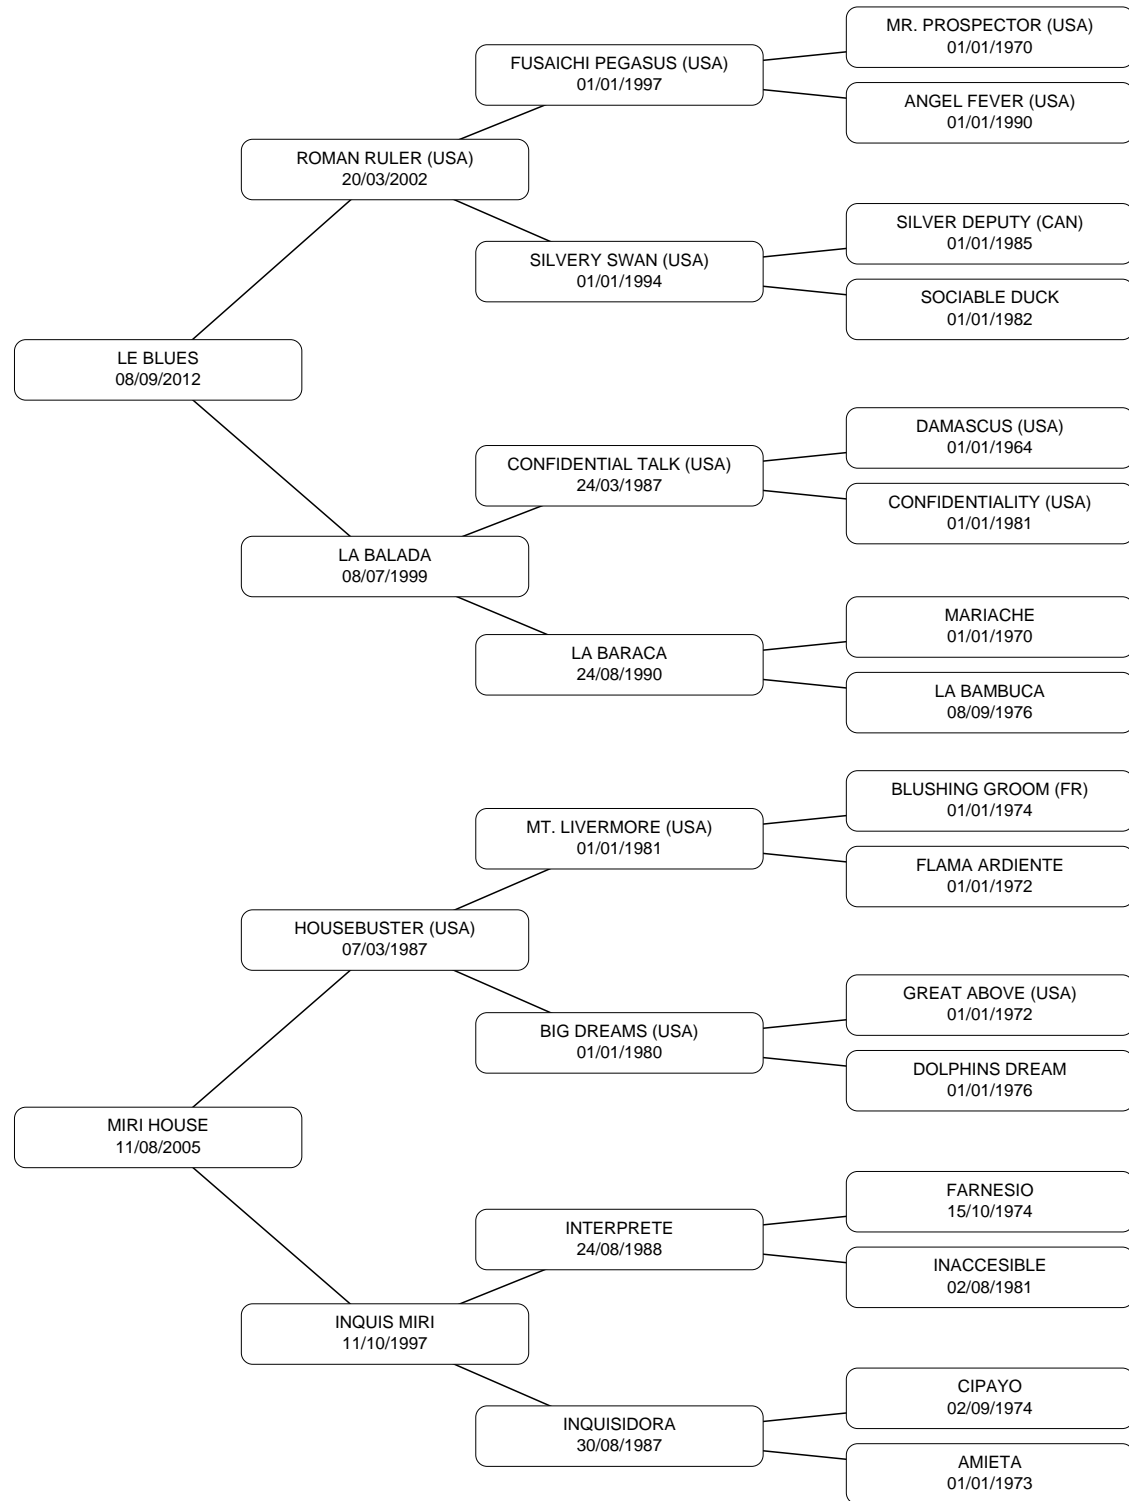 MR. PROSPECTOR (USA)
01/01/1970
FUSAICHI PEGASUS (USA)
01/01/1997
ANGEL FEVER (USA)
01/01/1990
ROMAN RULER (USA)
20/03/2002
SILVER DEPUTY (CAN)
01/01/1985
SILVERY SWAN (USA)
01/01/1994
SOCIABLE DUCK
01/01/1982
LE BLUES
08/09/2012
DAMASCUS (USA)
01/01/1964
CONFIDENTIAL TALK (USA)
24/03/1987
CONFIDENTIALITY (USA)
01/01/1981
LA BALADA
08/07/1999
MARIACHE
01/01/1970
LA BARACA
24/08/1990
LA BAMBUCA
08/09/1976
BLUSHING GROOM (FR)
01/01/1974
MT. LIVERMORE (USA)
01/01/1981
FLAMA ARDIENTE
01/01/1972
HOUSEBUSTER (USA)
07/03/1987
GREAT ABOVE (USA)
01/01/1972
BIG DREAMS (USA)
01/01/1980
DOLPHINS DREAM
01/01/1976
MIRI HOUSE
11/08/2005
FARNESIO
15/10/1974
INTERPRETE
24/08/1988
INACCESIBLE
02/08/1981
INQUIS MIRI
11/10/1997
CIPAYO
02/09/1974
INQUISIDORA
30/08/1987
AMIETA
01/01/1973